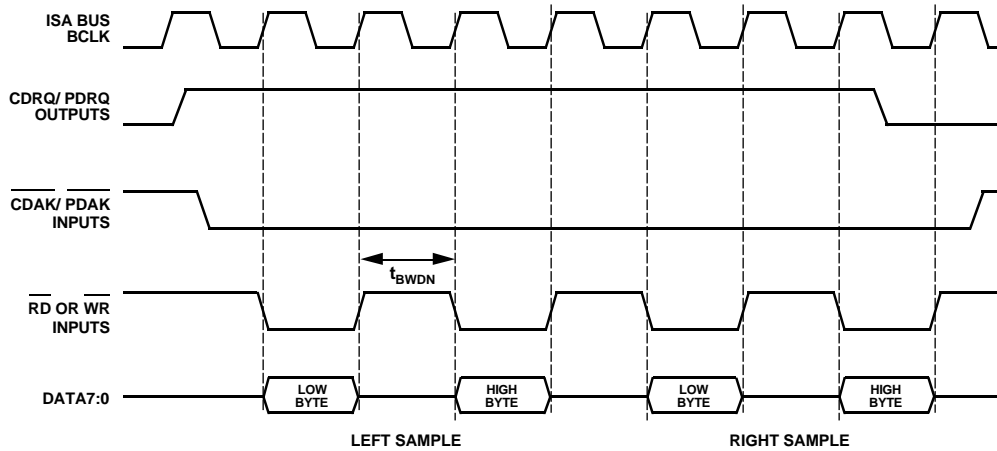 ISA BUS
BCLK
CDRQ/ PDRQ
OUTPUTS
CDAK/ PDAK
INPUTS
tBWDN
RD OR WR
INPUTS
DATA7:0
LOW
BYTE
HIGH
BYTE
LOW
BYTE
HIGH
BYTE
LEFT SAMPLE
RIGHT SAMPLE